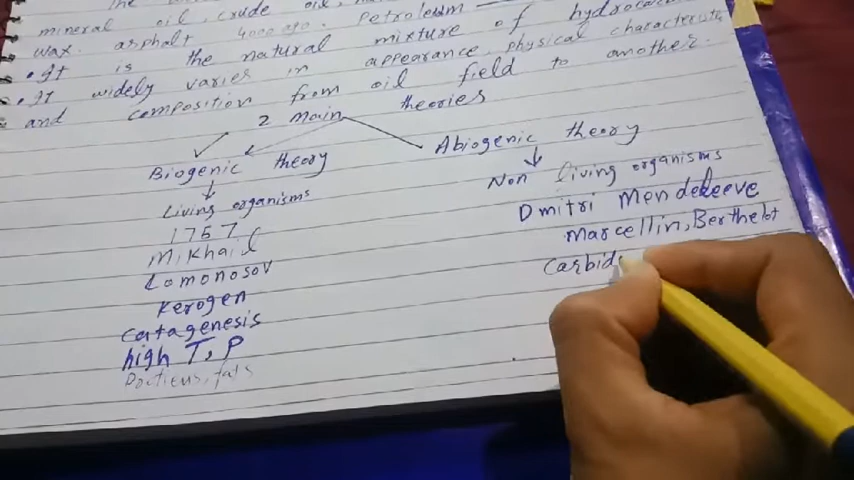 mineral oil, crude oil,
wax. asphalt 4000 ago. Petroleum
• It is the natural mixture of
• It widely varies in appearance, physical characterists
and composition from oil field to another.
2 main theories
Biogenic theory
Living organisms
1757
Mikhail
Lomonosov
Kerogen
Catagenesis
high T, P
Abiogenic theory
Non living organisms
Dmitri Mendeleeve
Marcellin, Berthelot
Carbide